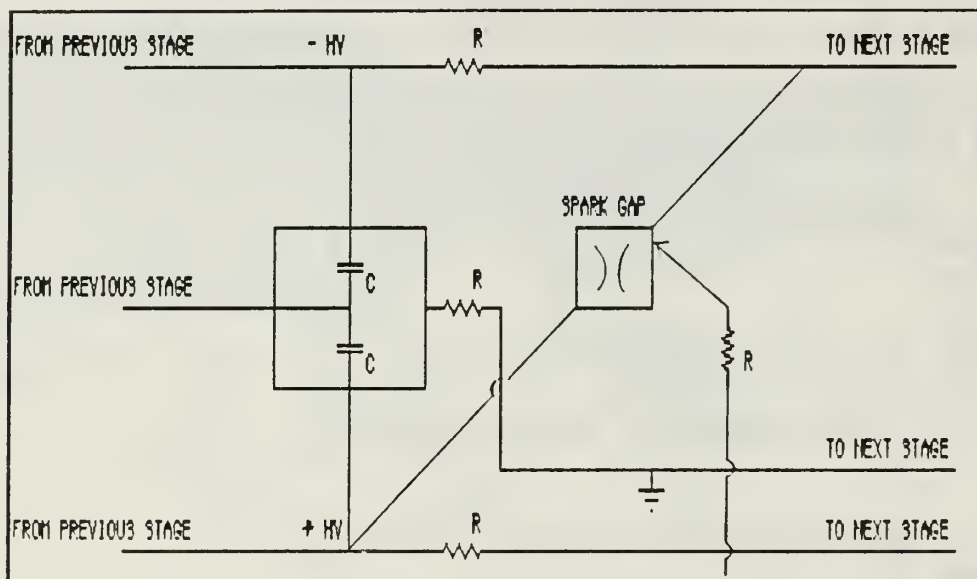 FROM PREVIOUS STAGE - HV R TO NEXT STAGE
SPARK GAP
C
FROM PREVIOUS STAGE R
C R
TO NEXT STAGE
FROM PREVIOUS STAGE + HV R TO NEXT STAGE